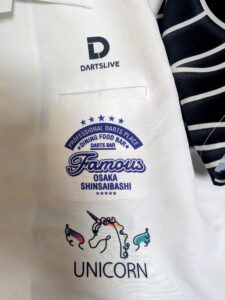 D
DARTSLIVE
PROFESSIONAL DARTS PLACE
DINING FOOD BAR
DARTS BAR
Famous
OSAKA
SHINSAIBASHI
UNICORN